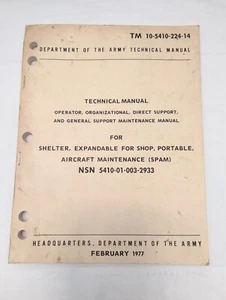 TM 10-5410-224-14
DEPARTMENT OF THE ARMY TECHNICAL MANUAL
TECHNICAL MANUAL
OPERATOR, ORGANIZATIONAL, DIRECT SUPPORT,
AND GENERAL SUPPORT MAINTENANCE MANUAL
FOR
SHELTER, EXPANDABLE FOR SHOP, PORTABLE,
AIRCRAFT MAINTENANCE (SPAM)
NSN 5410-01-003-2933
HEADQUARTERS, DEPARTMENT OF THE ARMY
FEBRUARY 1977